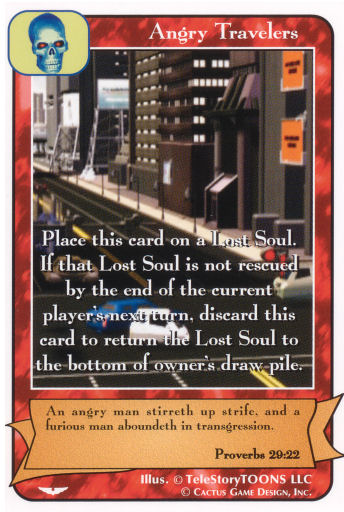 Angry Travelers
Place this card on a Lost Soul.
If that Lost Soul is not rescued
by the end of the current
player's next turn, discard this
card to return the Lost Soul to
the bottom of owner's draw pile.
An angry man stirreth up strife, and a
furious man aboundeth in transgression.
Proverbs 29:22
Illus. © TeleStoryTOONS LLC
© Cactus Game Design, Inc.